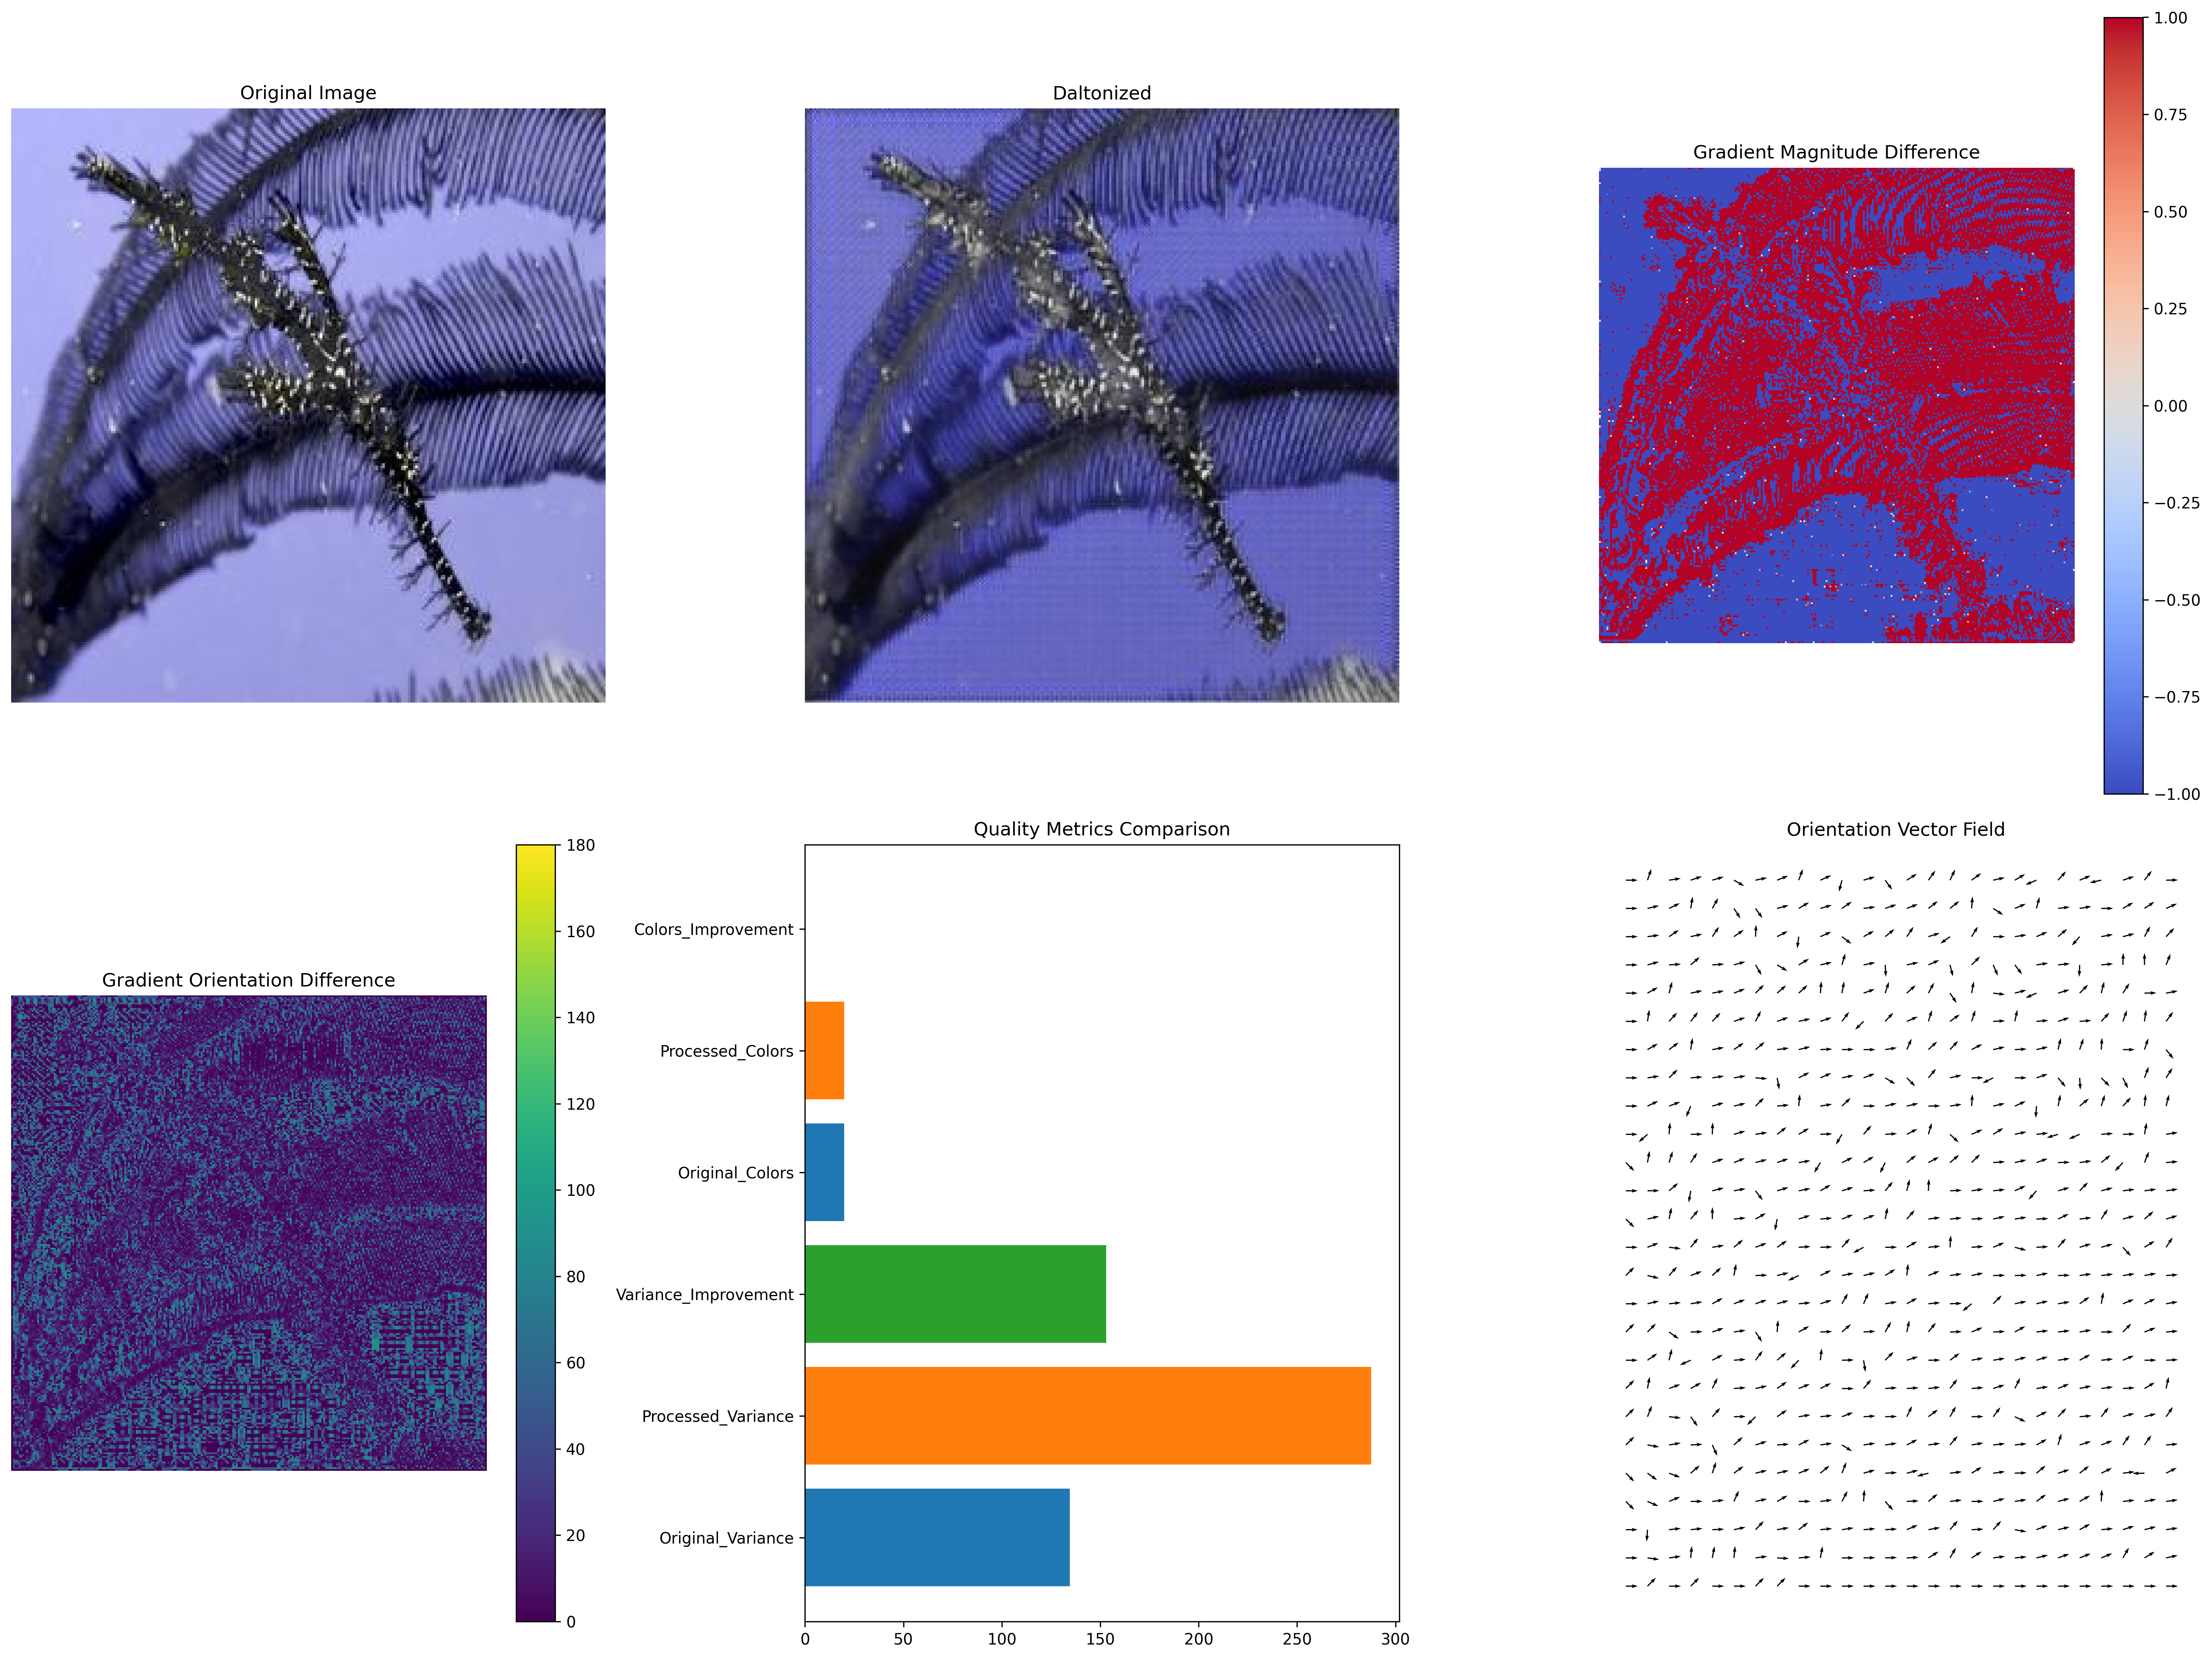 Original Image
Daltonized
Gradient Magnitude Difference
1.00
0.75
0.50
0.25
0.00
−0.25
−0.50
−0.75
−1.00
Gradient Orientation Difference
180
160
140
120
100
80
60
40
20
0
Quality Metrics Comparison
Colors_Improvement
Processed_Colors
Original_Colors
Variance_Improvement
Processed_Variance
Original_Variance
0 50 100 150 200 250 300
Orientation Vector Field